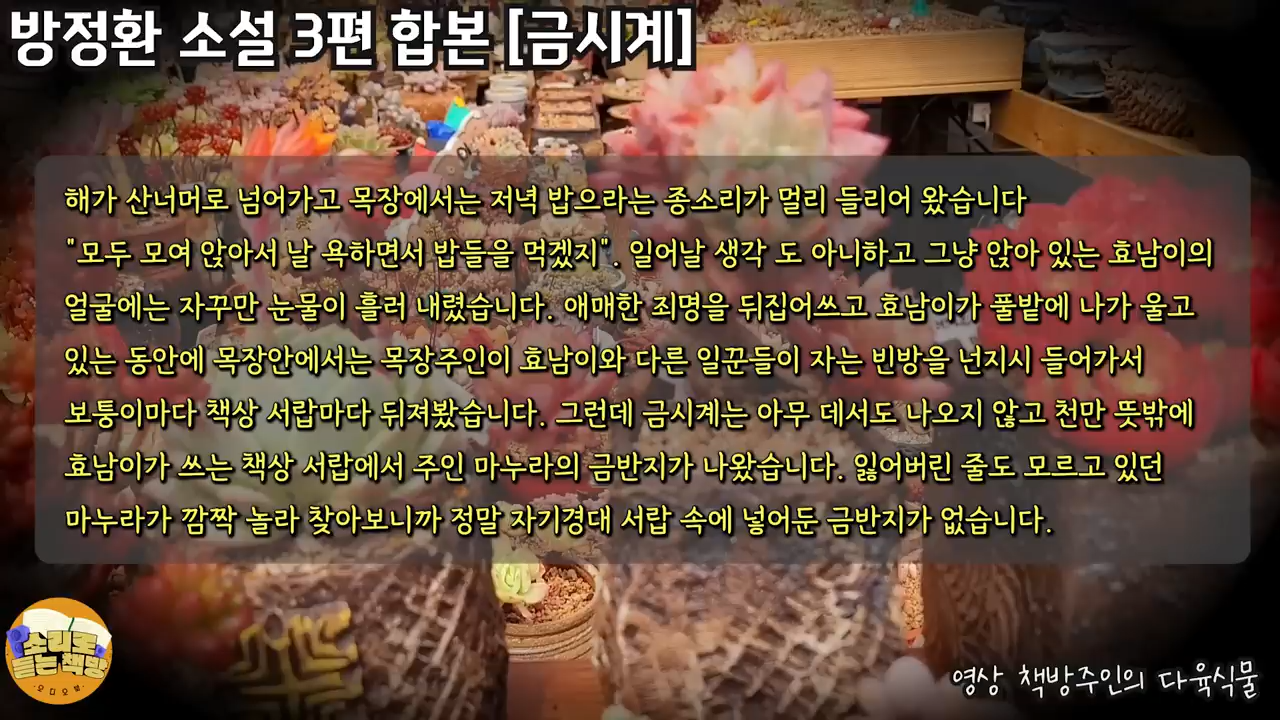 방정환 소설 3편 합본 [금시계]
해가 산너머로 넘어가고 목장에서는 저녁 밥으라는 종소리가 멀리 들리어 왔습니다
"모두 모여 앉아서 날 욕하면서 밥들을 먹겠지". 일어날 생각 도 아니하고 그냥 앉아 있는 효남이의
얼굴에는 자꾸만 눈물이 흘러 내렸습니다. 애매한 죄명을 뒤집어쓰고 효남이가 풀밭에 나가 울고
있는 동안에 목장안에서는 목장주인이 효남이와 다른 일꾼들이 자는 빈방을 넌지시 들어가서
보퉁이마다 책상 서랍마다 뒤져봤습니다. 그런데 금시계는 아무 데서도 나오지 않고 천만 뜻밖에
효남이가 쓰는 책상 서랍에서 주인 마누라의 금반지가 나왔습니다. 잃어버린 줄도 모르고 있던
마누라가 깜짝 놀라 찾아보니까 정말 자기경대 서랍 속에 넣어둔 금반지가 없습니다.
소리로
듣는 책방
·오디오북·
영상 책방주인의 다육식물